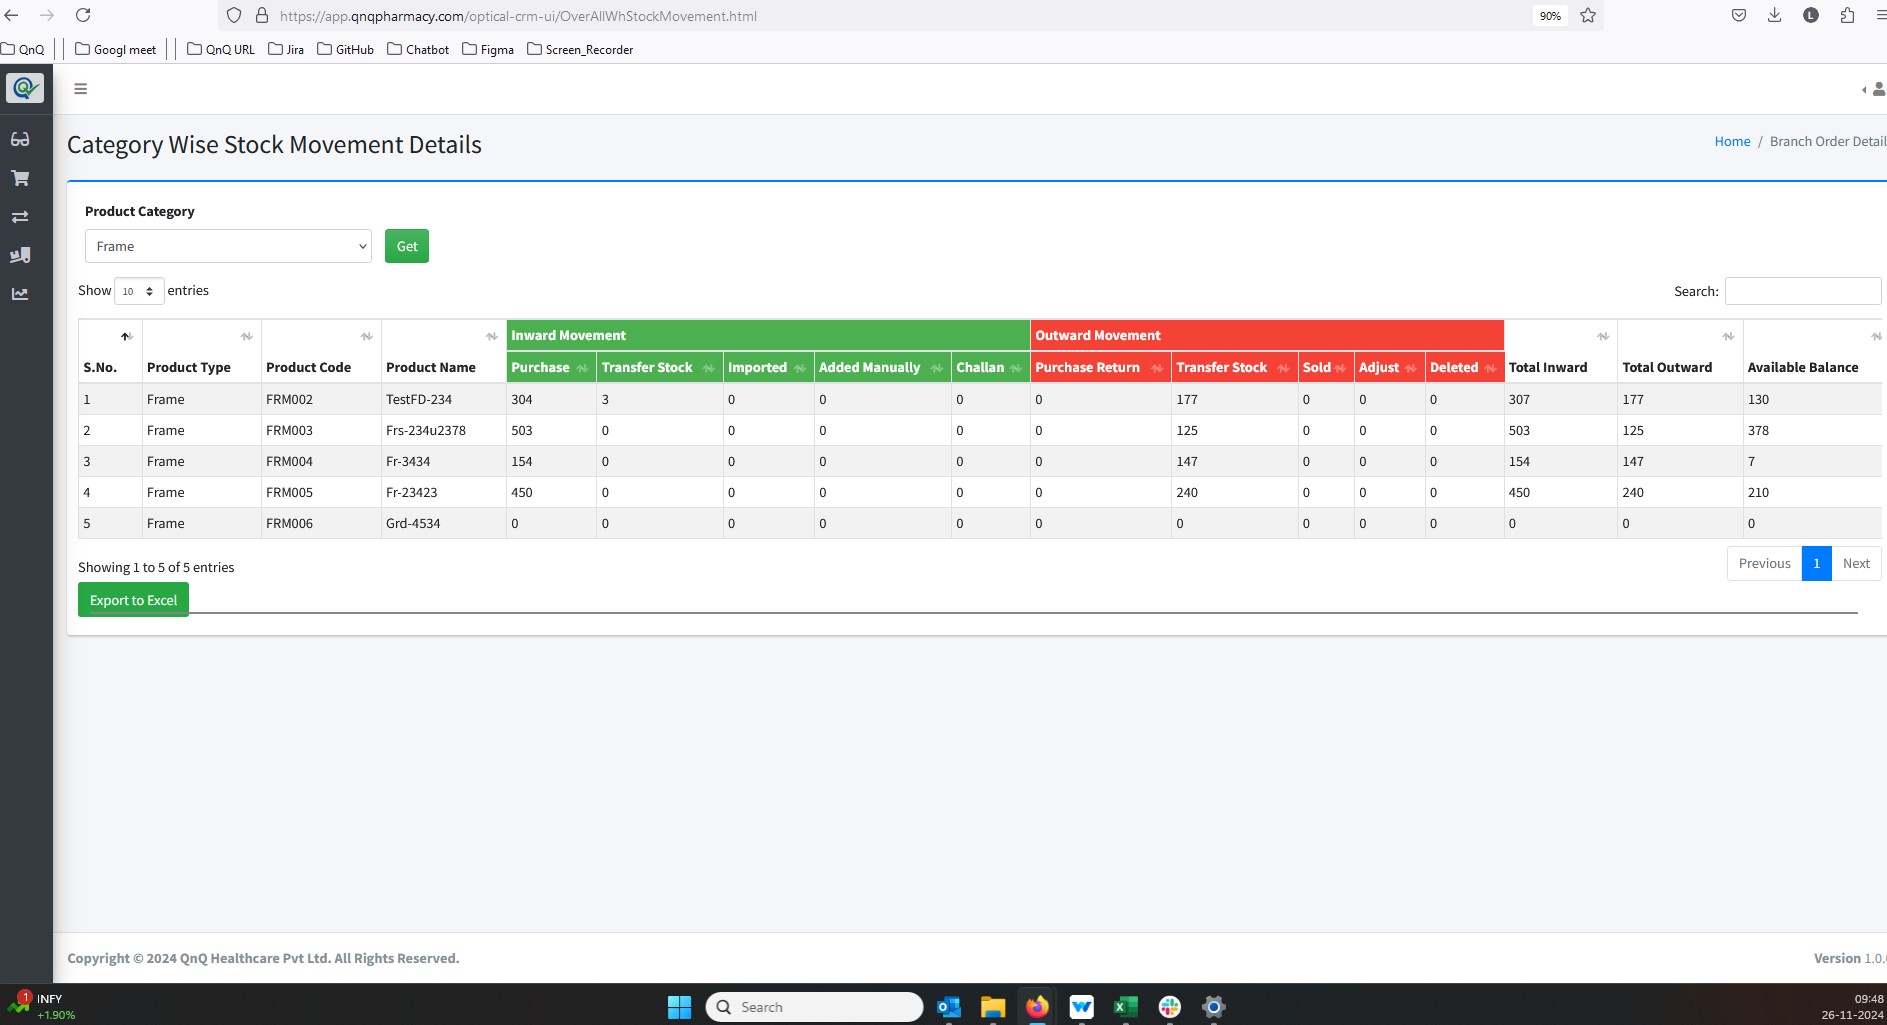 https://app.qnqpharmacy.com/optical-crm-ui/OverAllWhStockMovement.html 90% L
QnQ Googl meet QnQ URL Jira GitHub Chatbot Figma Screen_Recorder
Category Wise Stock Movement Details Home / Branch Order Detail
Product Category
Frame Get
Show 10 entries Search:
Inward Movement Outward Movement
S.No. Product Type Product Code Product Name Purchase Transfer Stock Imported Added Manually Challan Purchase Return Transfer Stock Sold Adjust Deleted Total Inward Total Outward Available Balance
1 Frame FRM002 TestFD-234 304 3 0 0 0 0 177 0 0 0 307 177 130
2 Frame FRM003 Frs-234u2378 503 0 0 0 0 0 125 0 0 0 503 125 378
3 Frame FRM004 Fr-3434 154 0 0 0 0 0 147 0 0 0 154 147 7
4 Frame FRM005 Fr-23423 450 0 0 0 0 0 240 0 0 0 450 240 210
5 Frame FRM006 Grd-4534 0 0 0 0 0 0 0 0 0 0 0 0 0
Showing 1 to 5 of 5 entries Previous 1 Next
Export to Excel
Copyright © 2024 QnQ Healthcare Pvt Ltd. All Rights Reserved. Version 1.0.
1 INFY Search 09:48
+1.90% 26-11-2024